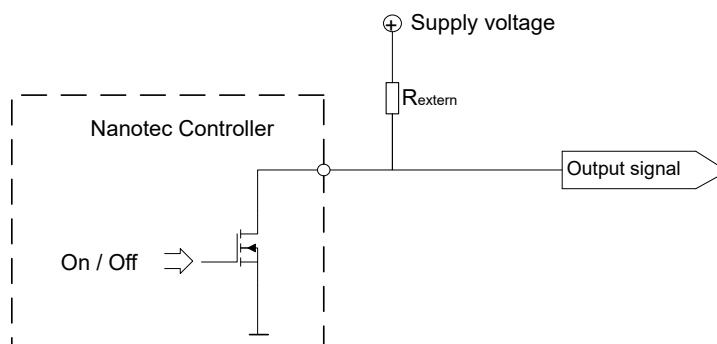 Supply voltage
Rextern
Nanotec Controller
Output signal
On / Off